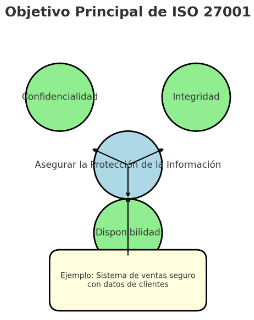 Objetivo Principal de ISO 27001
Confidencialidad
Integridad
Asegurar la Protección de la Información
Disponibilidad
Ejemplo: Sistema de ventas seguro
con datos de clientes